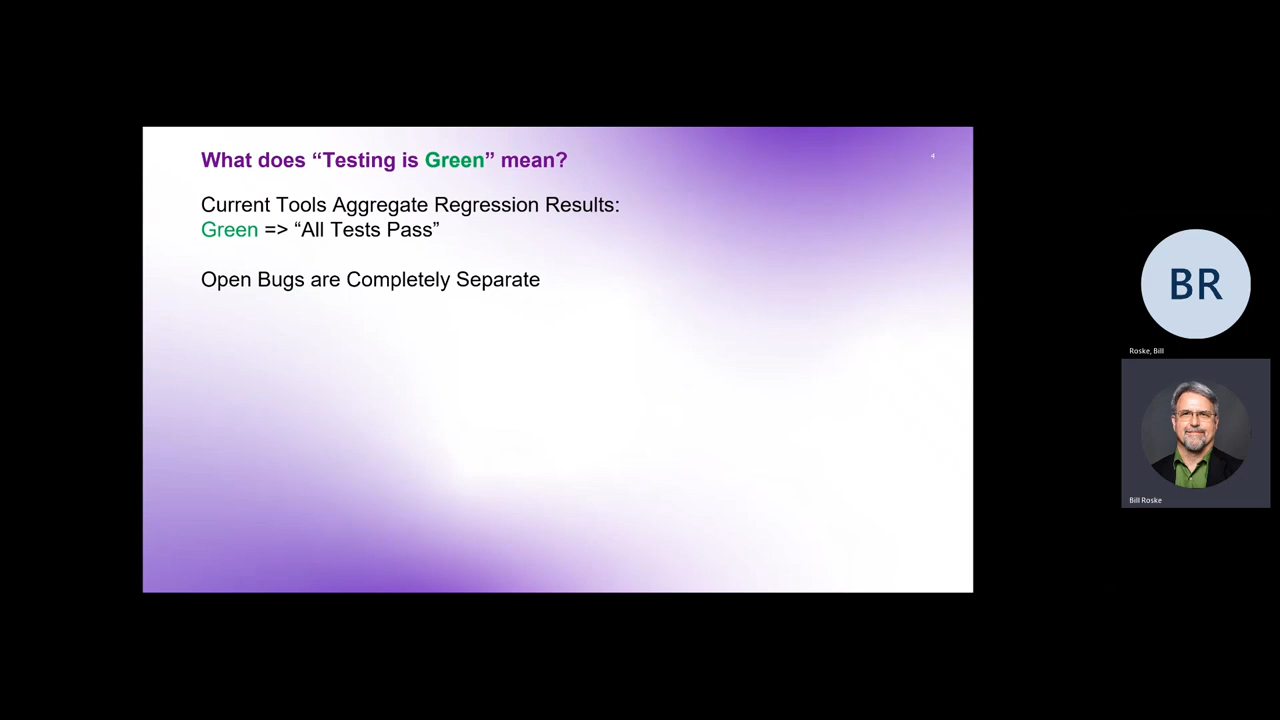 What does “Testing is Green” mean?
4
Current Tools Aggregate Regression Results:
Green => “All Tests Pass”
Open Bugs are Completely Separate
BR
Roske, Bill
Bill Roske